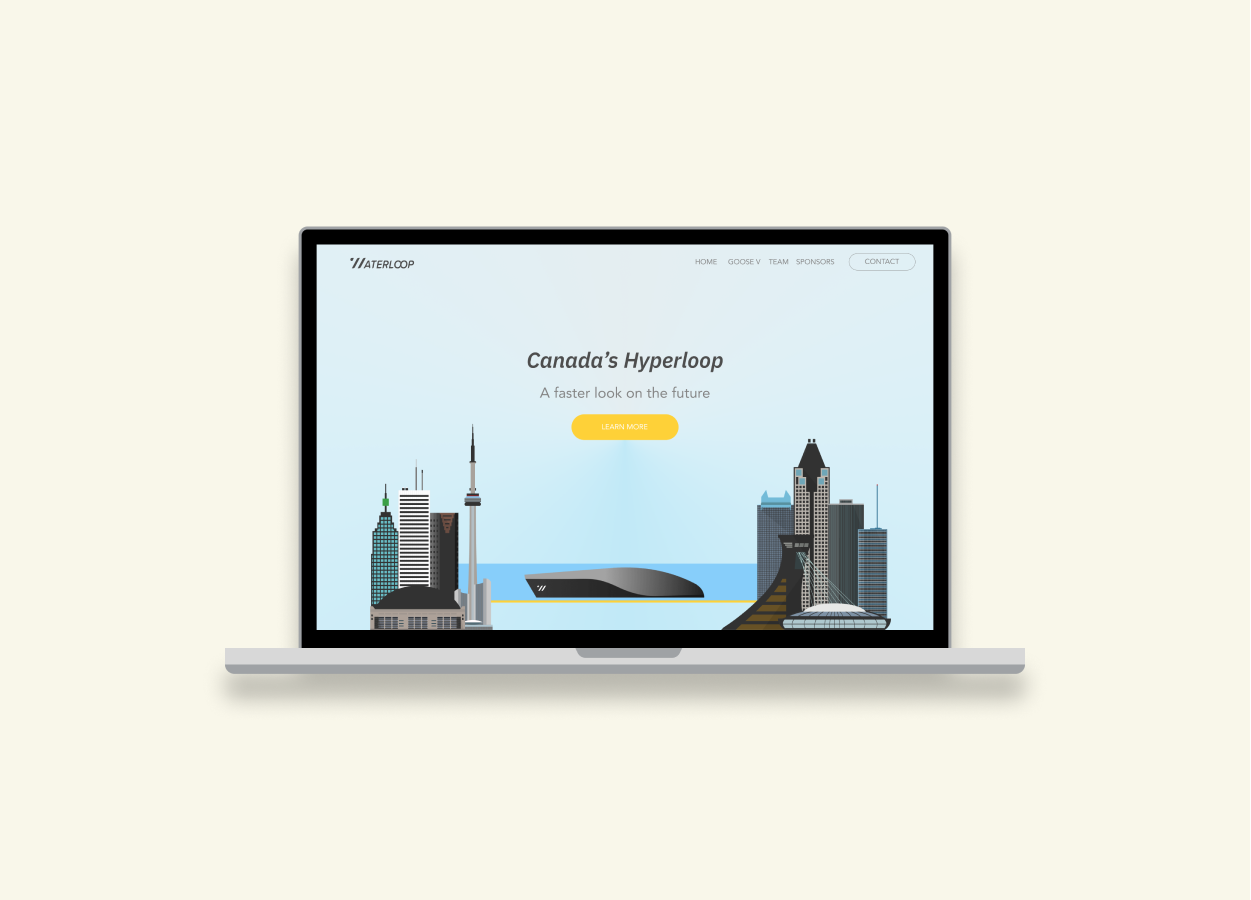 WATERLOOP
HOME GOOSE V TEAM SPONSORS CONTACT
Canada's Hyperloop
A faster look on the future
LEARN MORE